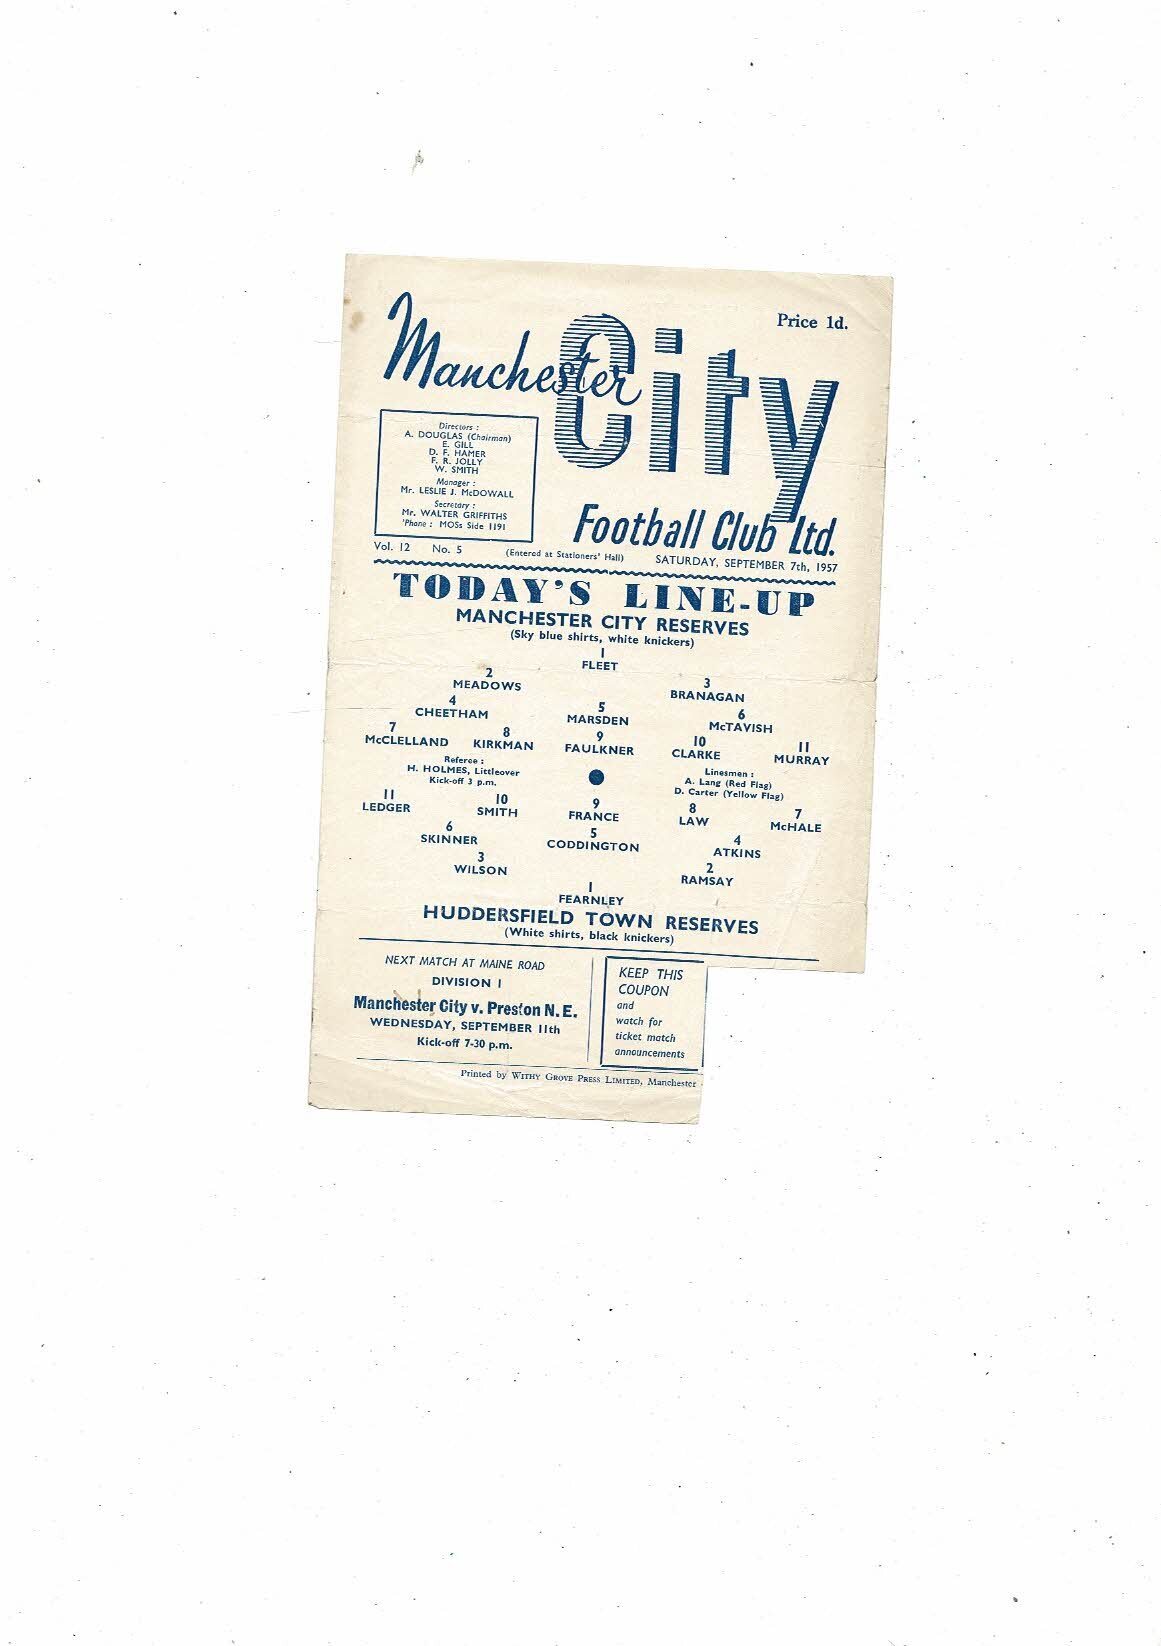 Price 1d.
Manchester City
Football Club Ltd.
Directors :
A. DOUGLAS (Chairman)
E. GILL
D. F. HAMER
F. R. JOLLY
W. SMITH
Manager :
Mr. LESLIE J. McDOWALL
Secretary :
Mr. WALTER GRIFFITHS
'Phone : MOSs Side 1191
Vol. 12 No. 5 (Entered at Stationers' Hall) SATURDAY, SEPTEMBER 7th, 1957
TODAY'S LINE-UP
MANCHESTER CITY RESERVES
(Sky blue shirts, white knickers)
1
FLEET
2 3
MEADOWS BRANAGAN
4 5 6
CHEETHAM MARSDEN McTAVISH
7 8 9 10 11
McCLELLAND KIRKMAN FAULKNER CLARKE MURRAY
Referee :
H. HOLMES, Littleover
Kick-off 3 p.m.
Linesmen :
A. Lang (Red Flag)
D. Carter (Yellow Flag)
11 10 9 8 7
LEDGER SMITH FRANCE LAW McHALE
6 5 4
SKINNER CODDINGTON ATKINS
3 2
WILSON RAMSAY
1
FEARNLEY
HUDDERSFIELD TOWN RESERVES
(White shirts, black knickers)
NEXT MATCH AT MAINE ROAD
DIVISION 1
Manchester City v. Preston N. E.
WEDNESDAY, SEPTEMBER 11th
Kick-off 7-30 p.m.
KEEP THIS
COUPON
and
watch for
ticket match
announcements
Printed by WITHY GROVE PRESS LIMITED, Manchester